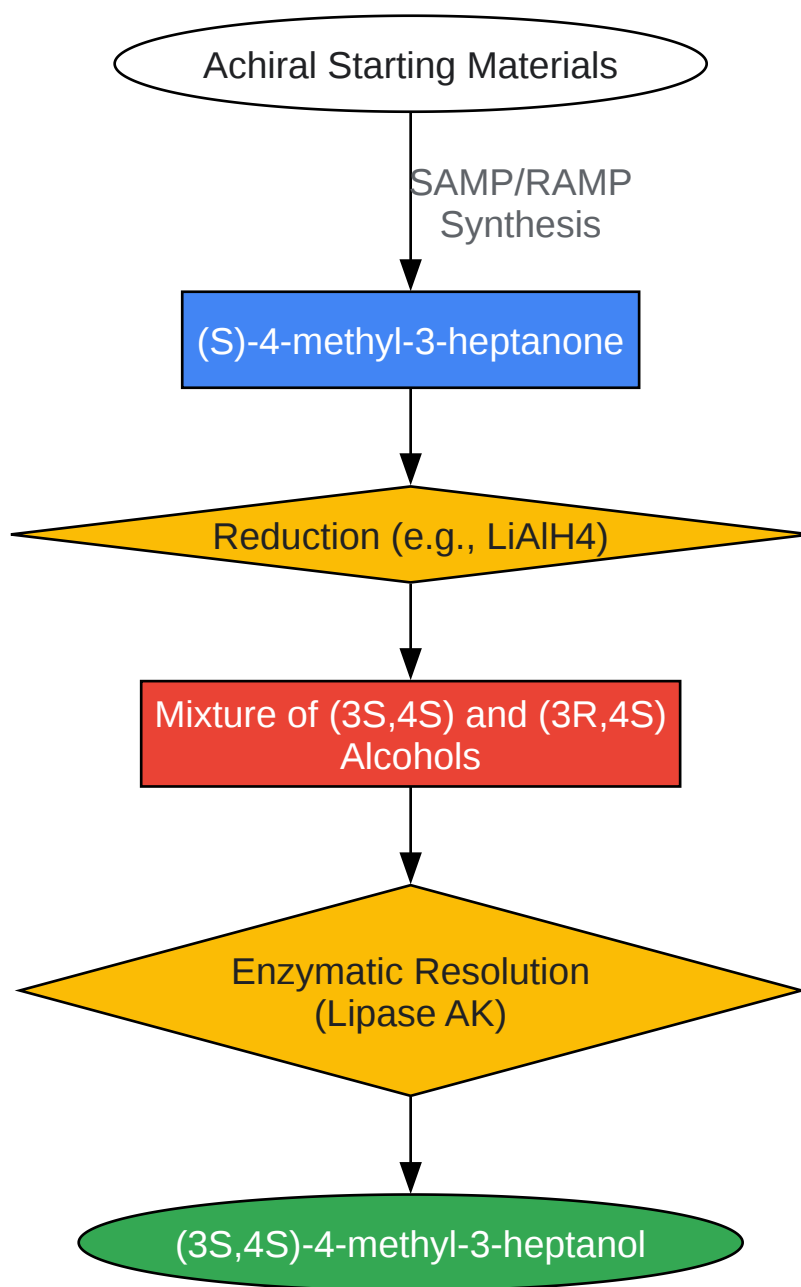 Achiral Starting Materials
SAMP/RAMP
Synthesis
(S)-4-methyl-3-heptanone
Reduction (e.g., LiAlH4)
Mixture of (3S,4S) and (3R,4S)
Alcohols
Enzymatic Resolution
(Lipase AK)
(3S,4S)-4-methyl-3-heptanol